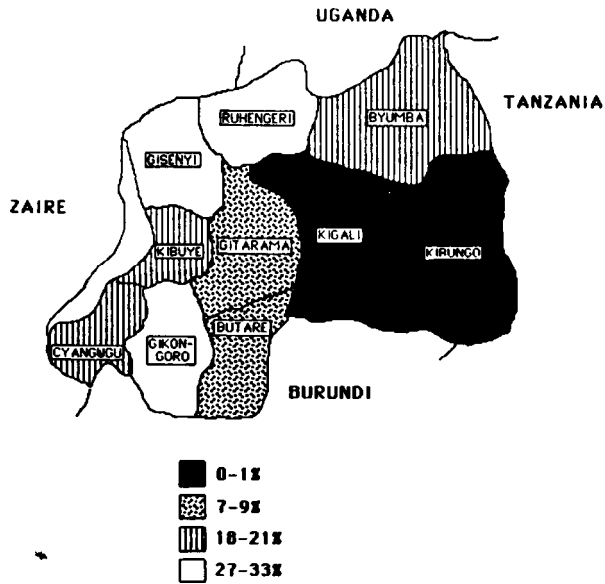 UGANDA
TANZANIA
RUHENGERI
BYUMBA
GISENYI
ZAIRE
KIGALI
GITARAMA
KIBUYE
KIBUNGO
BUTARE
GIKON-
GORO
CYANGUGU
BURUNDI
0-1%
7-9%
18-21%
27-33%